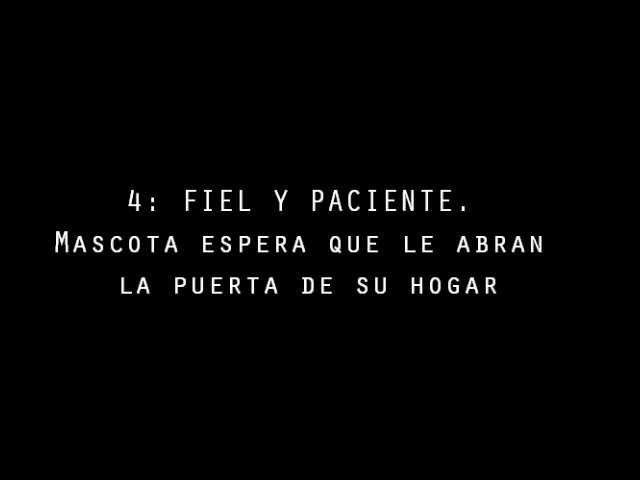 4: FIEL Y PACIENTE.
MASCOTA ESPERA QUE LE ABRAN
LA PUERTA DE SU HOGAR